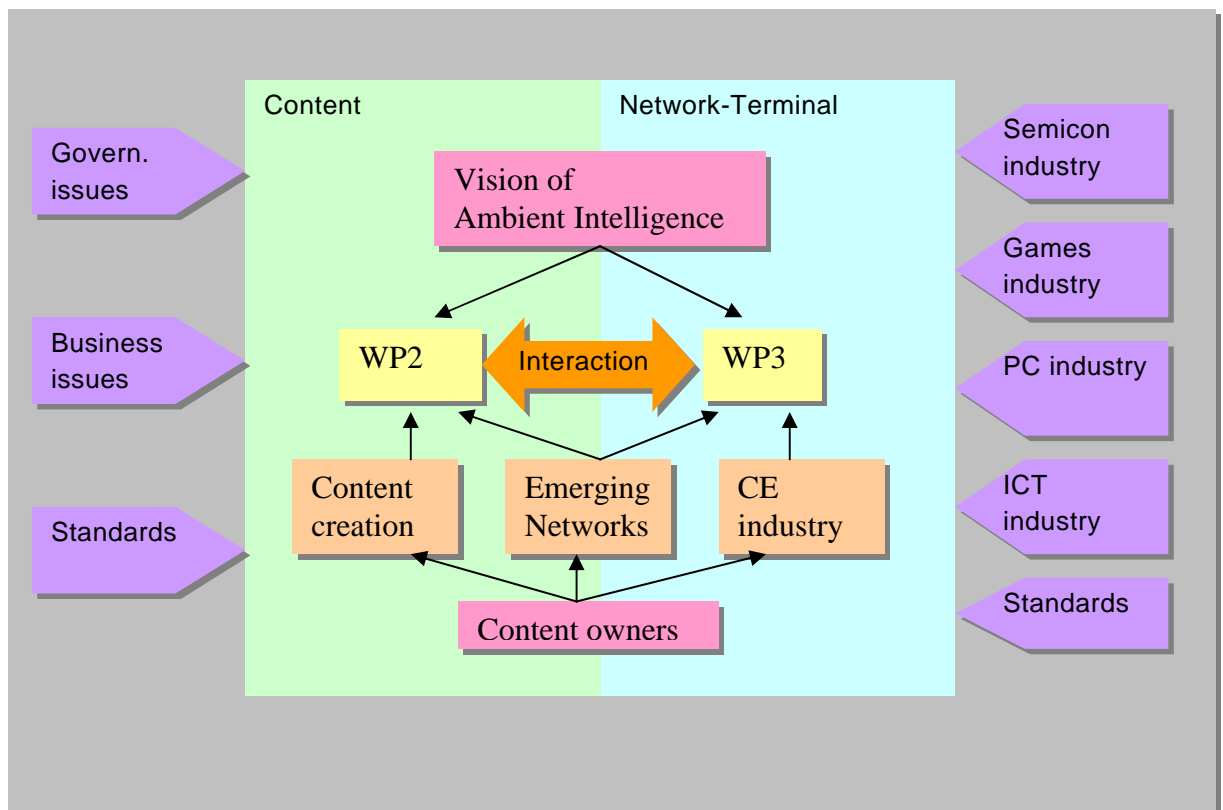 Content
Network-Terminal
Govern.
issues
Business
issues
Standards
Vision of
Ambient Intelligence
WP2
Interaction
WP3
Content
creation
Emerging
Networks
CE
industry
Content owners
Semicon
industry
Games
industry
PC industry
ICT
industry
Standards